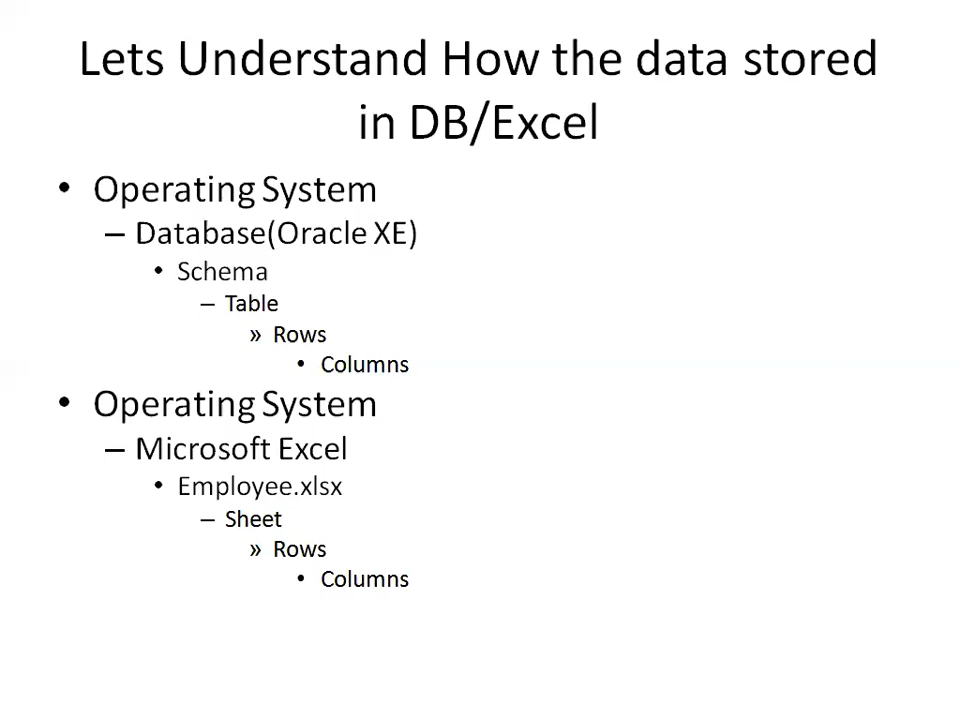 Lets Understand How the data stored
in DB/Excel
• Operating System
– Database(Oracle XE)
• Schema
– Table
» Rows
• Columns
• Operating System
– Microsoft Excel
• Employee.xlsx
– Sheet
» Rows
• Columns